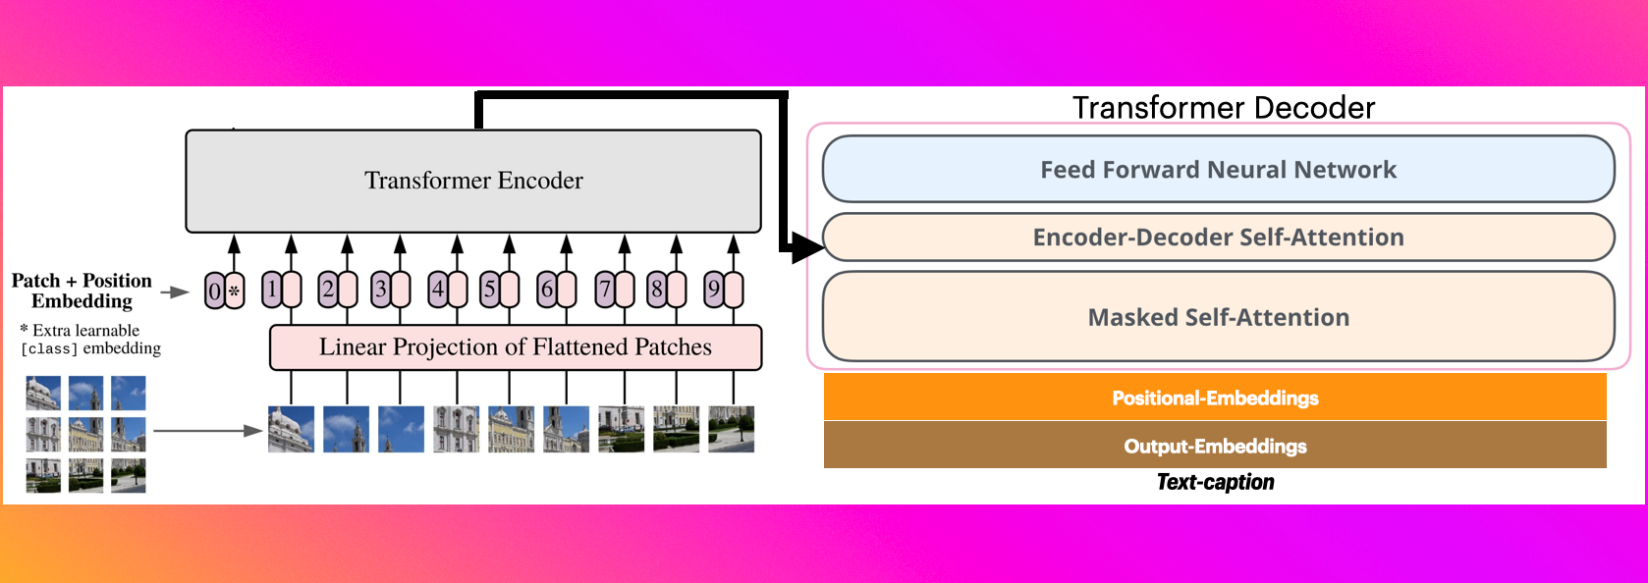 Transformer Encoder
Patch + Position
Embedding
* Extra learnable
[class] embedding
0 * 1 2 3 4 5 6 7 8 9
Linear Projection of Flattened Patches
Transformer Decoder
Feed Forward Neural Network
Encoder-Decoder Self-Attention
Masked Self-Attention
Positional-Embeddings
Output-Embeddings
Text-caption